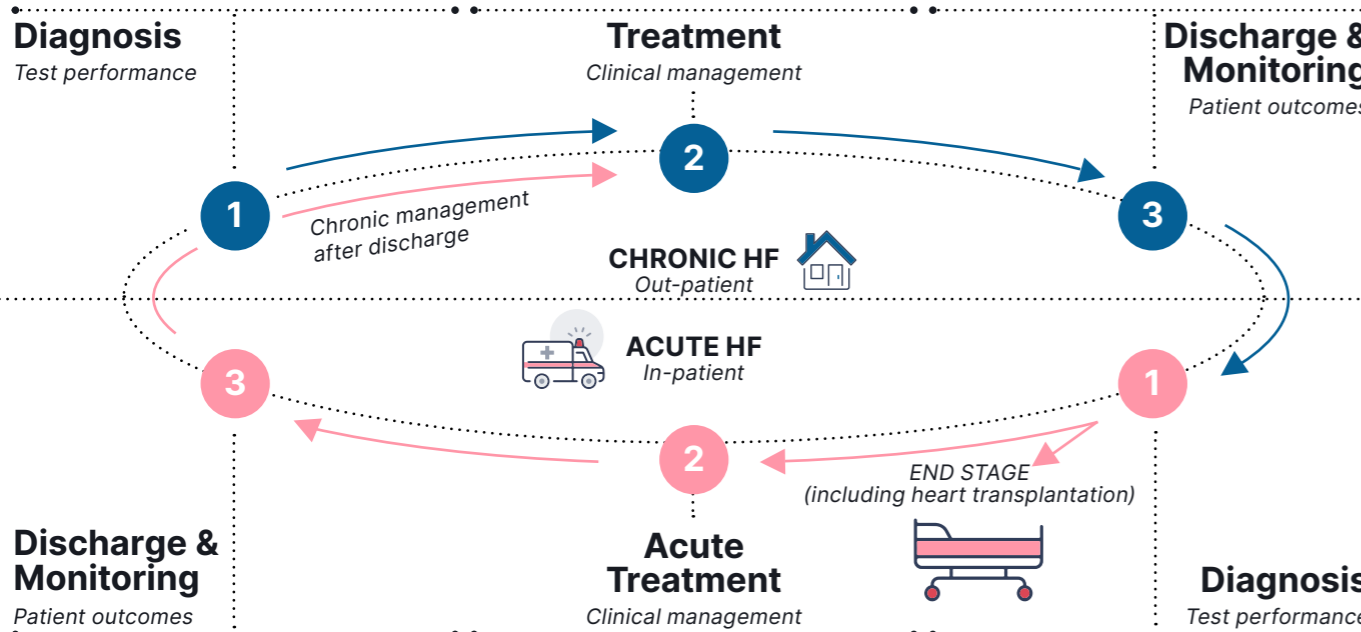 Diagnosis
Test performance
Treatment
Clinical management
Discharge &
Monitoring
Patient outcomes
2
1
3
Chronic management
after discharge
CHRONIC HF
Out-patient
ACUTE HF
In-patient
3
1
2
END STAGE
(including heart transplantation)
Discharge &
Monitoring
Patient outcomes
Acute
Treatment
Clinical management
Diagnosis
Test performance